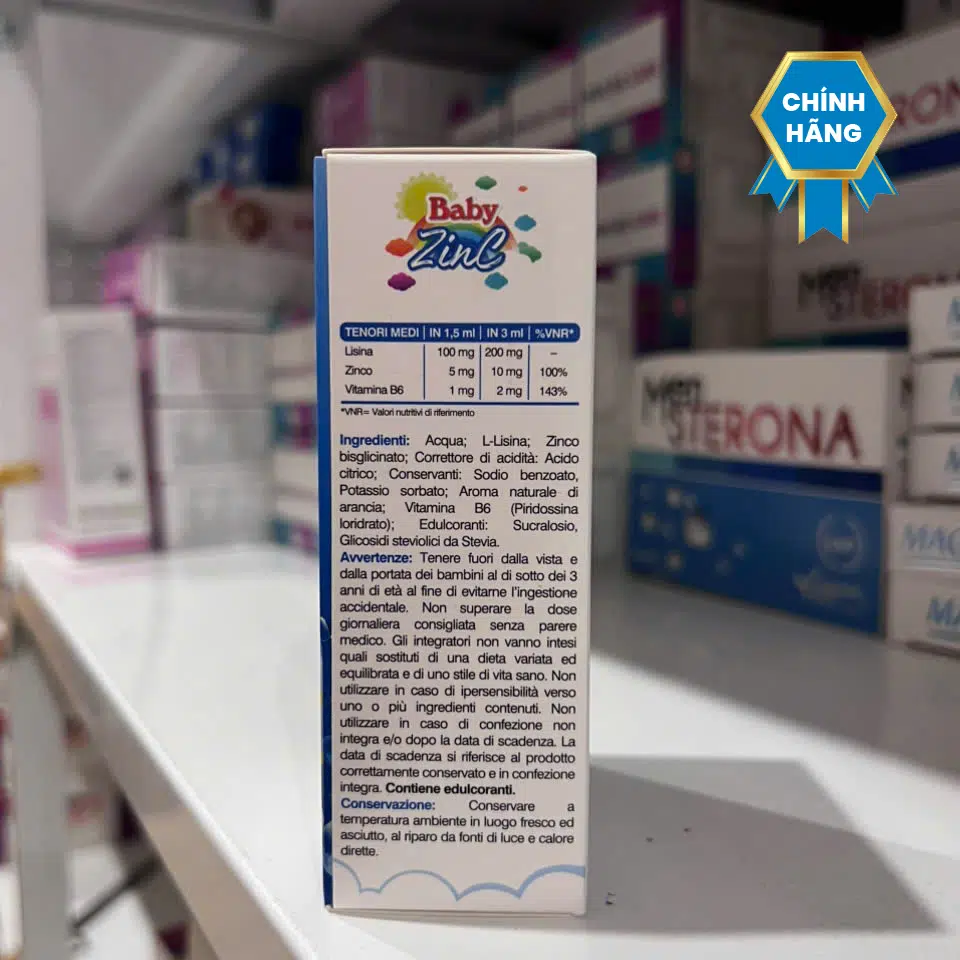 CHÍNH
HÃNG
Baby
ZinC
TENORI MEDI | IN 1,5 ml | IN 3 ml | %VNR*
Lisina 100 mg 200 mg –
Zinco 5 mg 10 mg 100%
Vitamina B6 1 mg 2 mg 143%
*VNR= Valori nutritivi di riferimento
Ingredienti: Acqua; L-Lisina; Zinco
bisglicinato; Correttore di acidità: Acido
citrico; Conservanti: Sodio benzoato,
Potassio sorbato; Aroma naturale di
arancia; Vitamina B6 (Piridossina
loridrato); Edulcoranti: Sucralosio,
Glicosidi steviolici da Stevia.
Avvertenze: Tenere fuori dalla vista e
dalla portata dei bambini al di sotto dei 3
anni di età al fine di evitarne l'ingestione
accidentale. Non superare la dose
giornaliera consigliata senza parere
medico. Gli integratori non vanno intesi
quali sostituti di una dieta variata ed
equilibrata e di uno stile di vita sano. Non
utilizzare in caso di ipersensibilità verso
uno o più ingredienti contenuti. Non
utilizzare in caso di confezione non
integra e/o dopo la data di scadenza. La
data di scadenza si riferisce al prodotto
correttamente conservato e in confezione
integra. Contiene edulcoranti.
Conservazione: Conservare a
temperatura ambiente in luogo fresco ed
asciutto, al riparo da fonti di luce e calore
dirette.
Men
STERONA